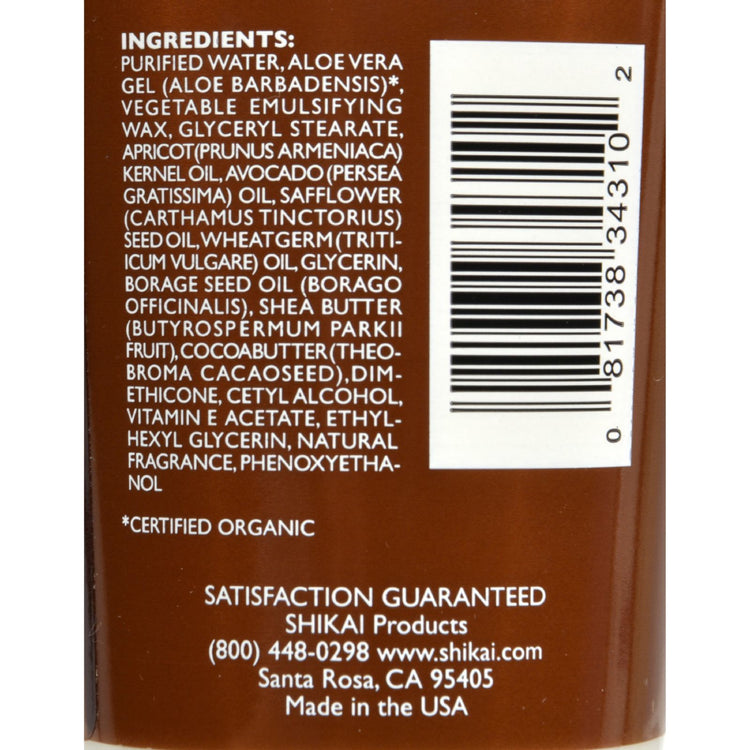 INGREDIENTS:
PURIFIED WATER, ALOE VERA
GEL (ALOE BARBADENSIS)*,
VEGETABLE EMULSIFYING
WAX, GLYCERYL STEARATE,
APRICOT (PRUNUS ARMENIACA)
KERNEL OIL, AVOCADO (PERSEA
GRATISSIMA) OIL, SAFFLOWER
(CARTHAMUS TINCTORIUS)
SEED OIL, WHEATGERM (TRITI-
ICUM VULGARE) OIL, GLYCERIN,
BORAGE SEED OIL (BORAGO
OFFICINALIS), SHEA BUTTER
(BUTYROSPERMUM PARKII
FRUIT), COCOABUTTER (THEO-
BROMA CACAOSEED), DIM-
ETHICONE, CETYL ALCOHOL,
VITAMIN E ACETATE, ETHYL-
HEXYL GLYCERIN, NATURAL
FRAGRANCE, PHENOXYETHA-
NOL
*CERTIFIED ORGANIC
0 81738 34310 2
SATISFACTION GUARANTEED
SHIKAI Products
(800) 448-0298 www.shikai.com
Santa Rosa, CA 95405
Made in the USA